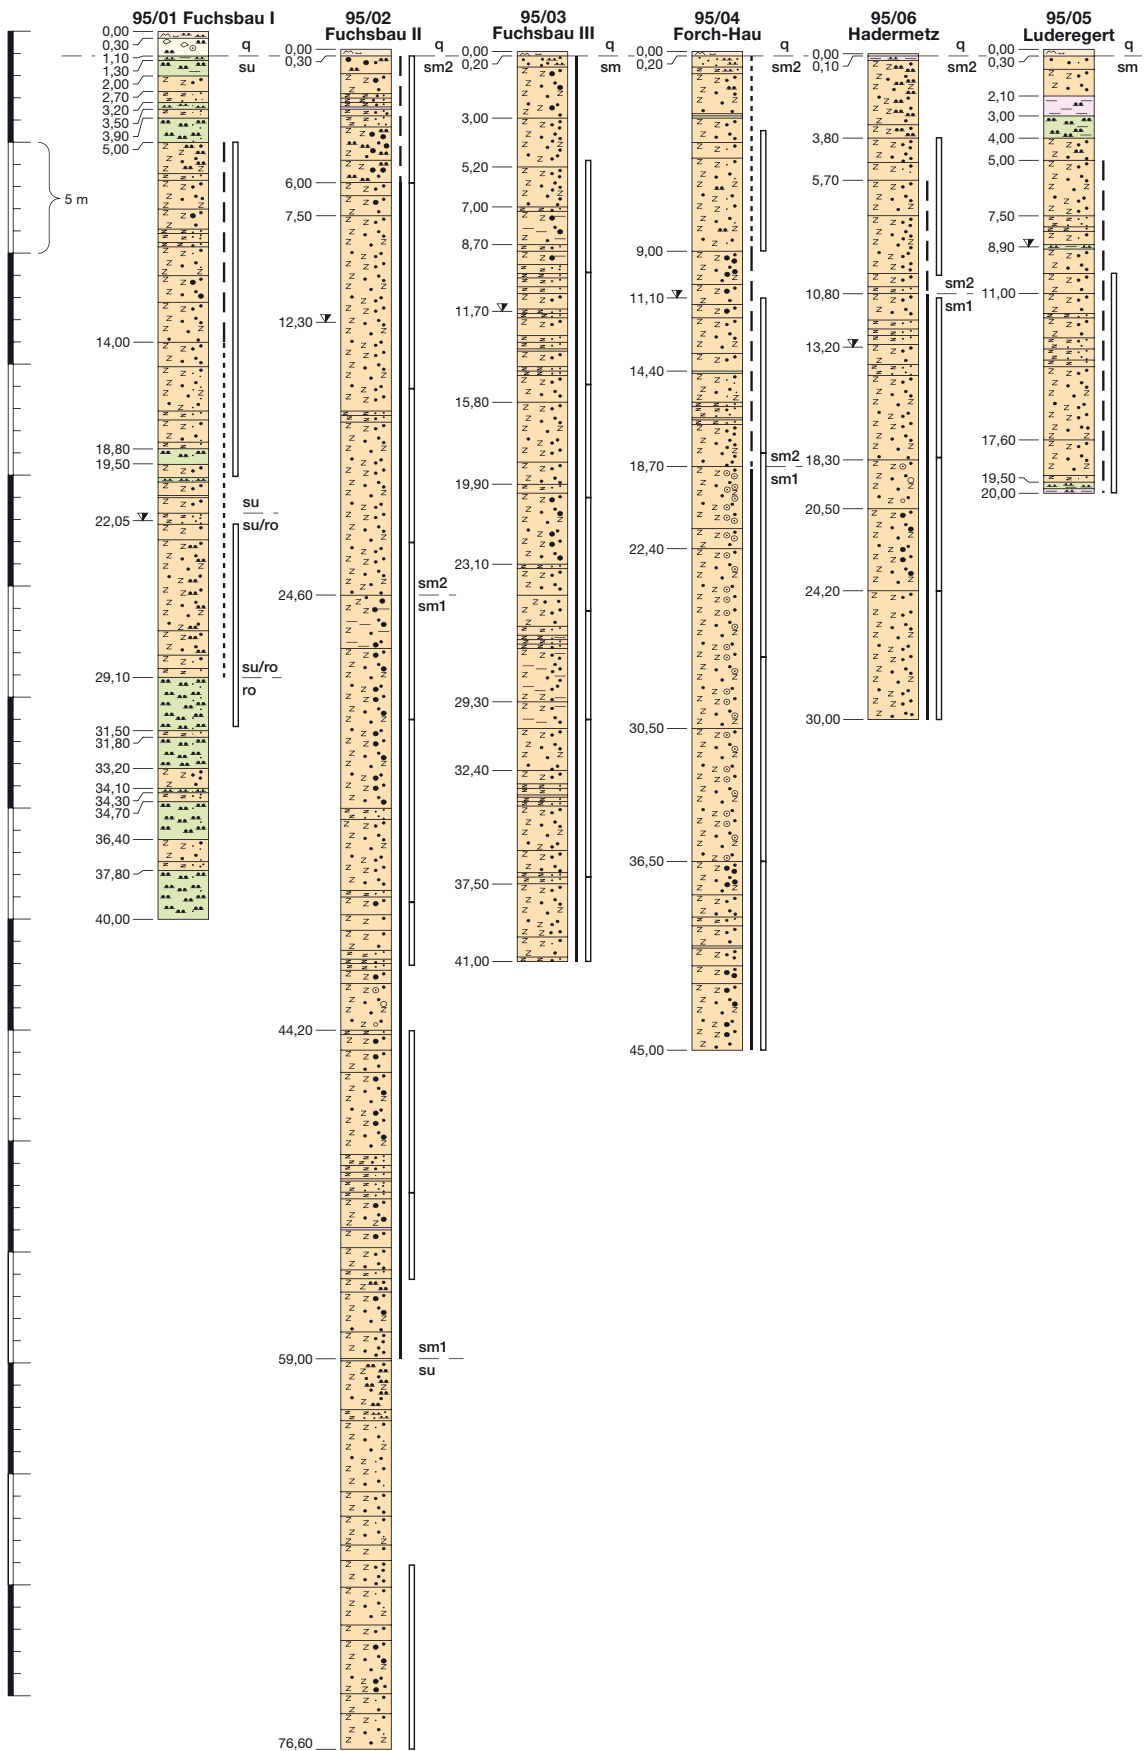 95/01 Fuchsbau I
0,00
0,30
1,10
1,30
2,00
2,70
3,20
3,50
3,90
5,00
5 m
14,00
18,80
19,50
22,05
29,10
31,50
31,80
33,20
34,10
34,30
34,70
36,40
37,80
40,00
q
su
su
su/ro
su/ro
ro
95/02
Fuchsbau II
0,00
0,30
6,00
7,50
12,30
24,60
44,20
59,00
76,60
q
sm2
sm2
sm1
sm1
su
95/03
Fuchsbau III
0,00
0,20
3,00
5,20
7,00
8,70
11,70
15,80
19,90
23,10
29,30
32,40
37,50
41,00
q
sm
95/04
Forch-Hau
0,00
0,20
9,00
11,10
14,40
18,70
22,40
30,50
36,50
45,00
q
sm2
sm2
sm1
95/06
Hadermetz
0,00
0,10
3,80
5,70
10,80
13,20
18,30
20,50
24,20
30,00
q
sm2
sm2
sm1
95/05
Luderegert
0,00
0,30
2,10
3,00
4,00
5,00
7,50
8,90
11,00
17,60
19,50
20,00
q
sm